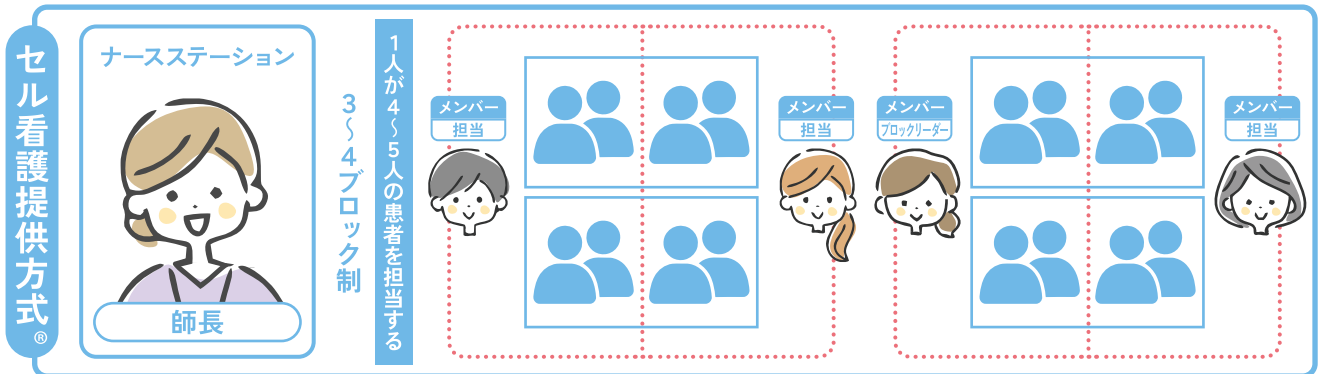 セル看護提供方式®
ナースステーション
師長
3～4ブロック制
1人が4～5人の患者を担当する
メンバー
担当
メンバー
担当
メンバー
ブロックリーダー
メンバー
担当